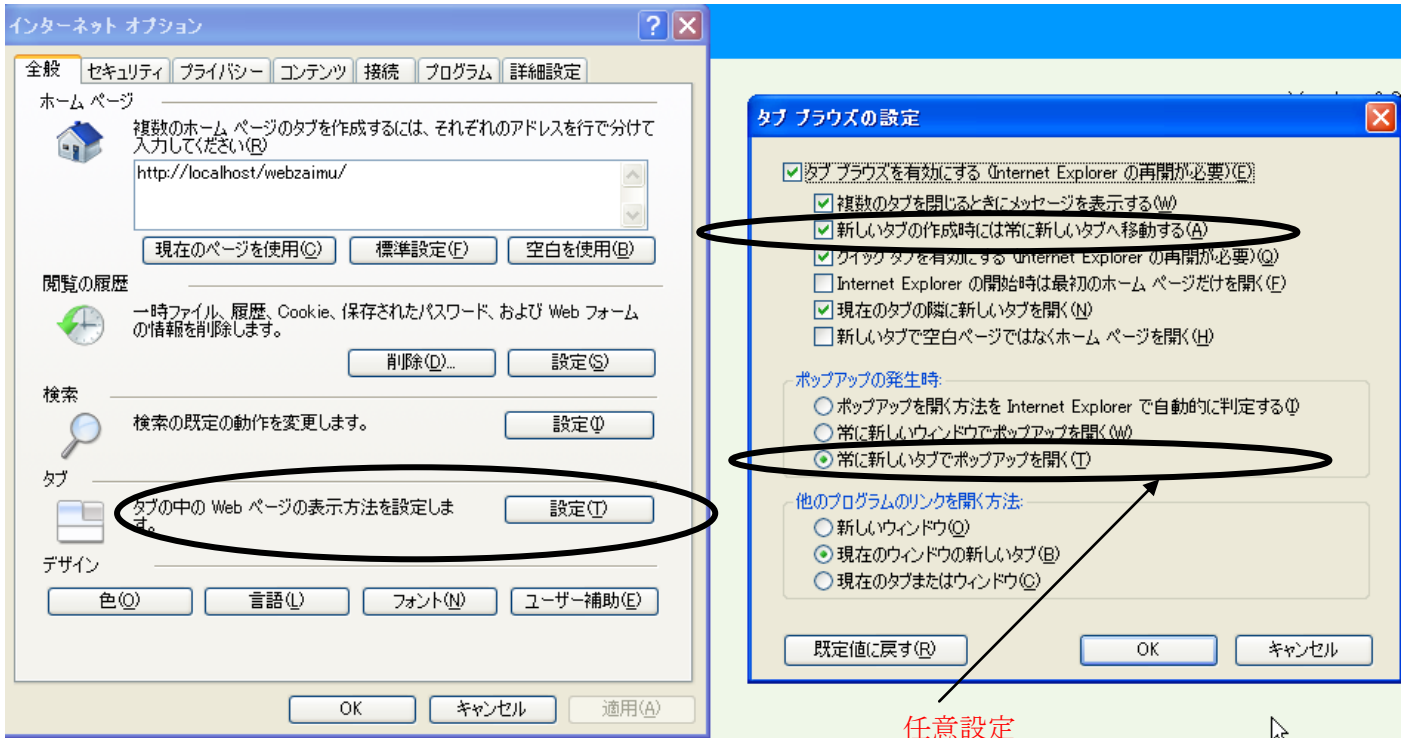 インターネット オプション
全般 セキュリティ プライバシー コンテンツ 接続 プログラム 詳細設定
ホーム ページ
複数のホーム ページのタブを作成するには、それぞれのアドレスを行で分けて
入力してください(R)
http://localhost/webzaimu/
現在のページを使用(C) 標準設定(F) 空白を使用(B)
閲覧の履歴
一時ファイル、履歴、Cookie、保存されたパスワード、および Web フォーム
の情報を削除します。
削除(D)... 設定(S)
検索
検索の既定の動作を変更します。
設定(I)
タブ
タブの中の Web ページの表示方法を設定しま
す。
設定(T)
デザイン
色(O) 言語(L) フォント(N) ユーザー補助(E)
OK キャンセル 適用(A)
タブ ブラウズの設定
タブ ブラウズを有効にする (Internet Explorer の再開が必要)(E)
複数のタブを閉じるときにメッセージを表示する(W)
新しいタブの作成時には常に新しいタブへ移動する(A)
クイック タブを有効にする (Internet Explorer の再開が必要)(Q)
Internet Explorer の開始時は最初のホーム ページだけを開く(F)
現在のタブの隣に新しいタブを開く(N)
新しいタブで空白ページではなくホーム ページを開く(H)
ポップアップの発生時:
ポップアップを開く方法を Internet Explorer で自動的に判定する(I)
常に新しいウィンドウでポップアップを開く(W)
常に新しいタブでポップアップを開く(T)
他のプログラムのリンクを開く方法:
新しいウィンドウ(O)
現在のウィンドウの新しいタブ(B)
現在のタブまたはウィンドウ(C)
既定値に戻す(R) OK キャンセル
任意設定